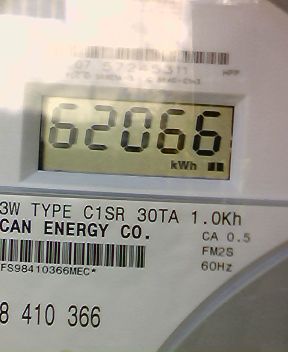 62066
kWh
3W TYPE C1SR 30TA 1.0Kh
CAN ENERGY CO. CA 0.5
FM2S
60Hz
FS98410366MEC*
8 410 366